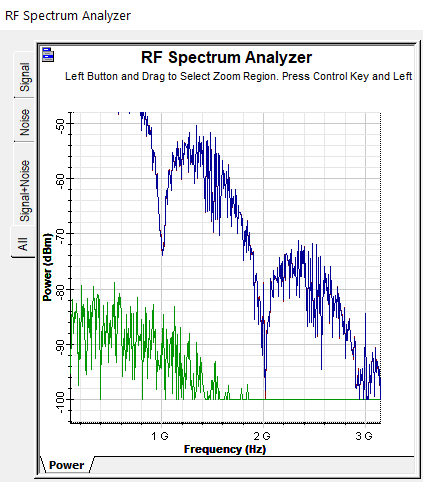 RF Spectrum Analyzer
RF Spectrum Analyzer
Left Button and Drag to Select Zoom Region. Press Control Key and Left
Signal
Noise
Signal+Noise
All
Power (dBm)
-50
-60
-70
-80
-90
-100
1 G
2 G
3 G
Frequency (Hz)
Power